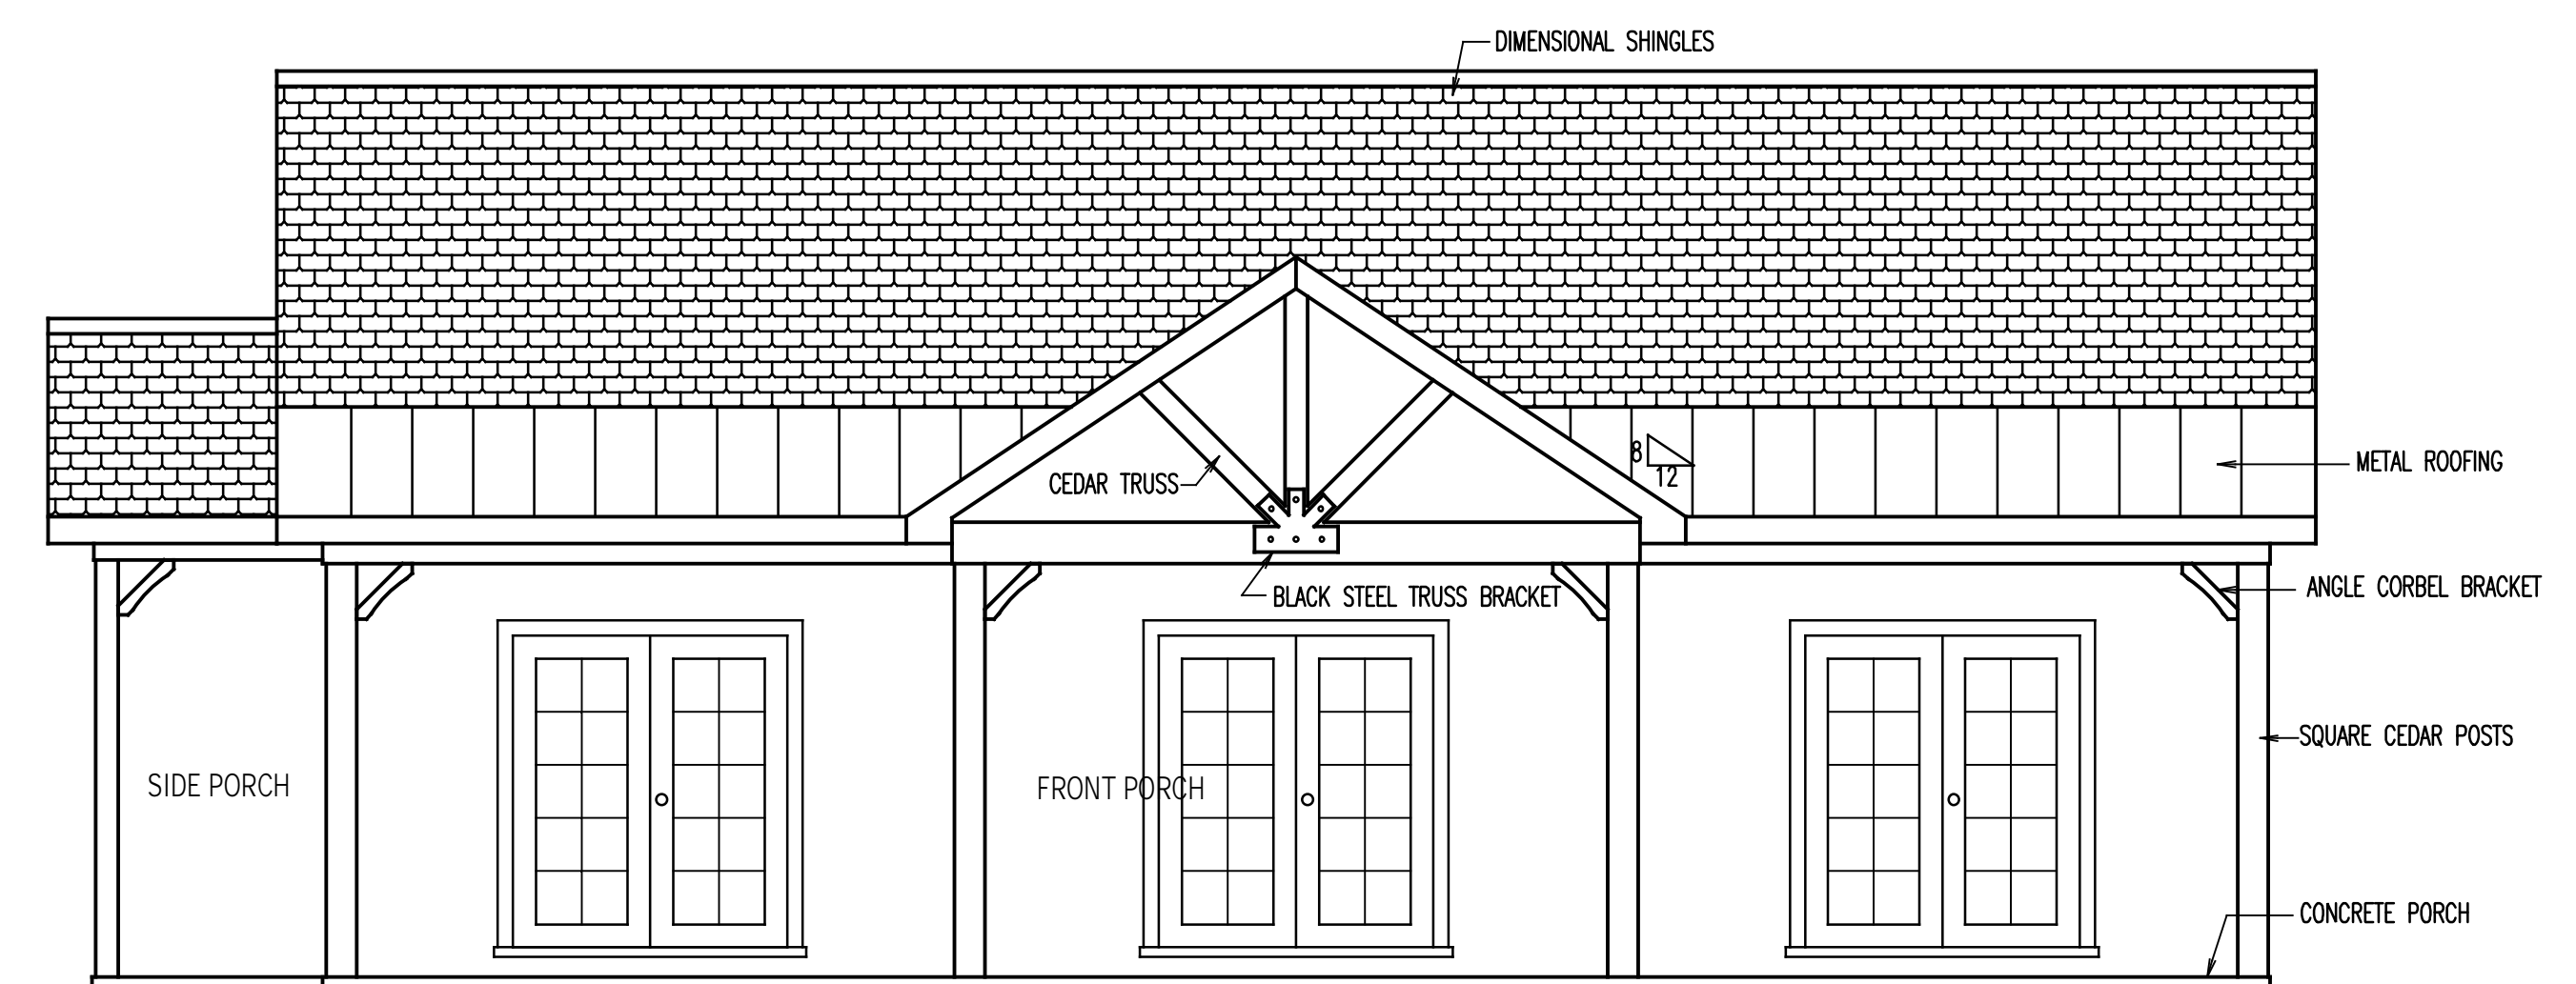 DIMENSIONAL SHINGLES
8
12
METAL ROOFING
CEDAR TRUSS
BLACK STEEL TRUSS BRACKET
ANGLE CORBEL BRACKET
SQUARE CEDAR POSTS
SIDE PORCH
FRONT PORCH
CONCRETE PORCH